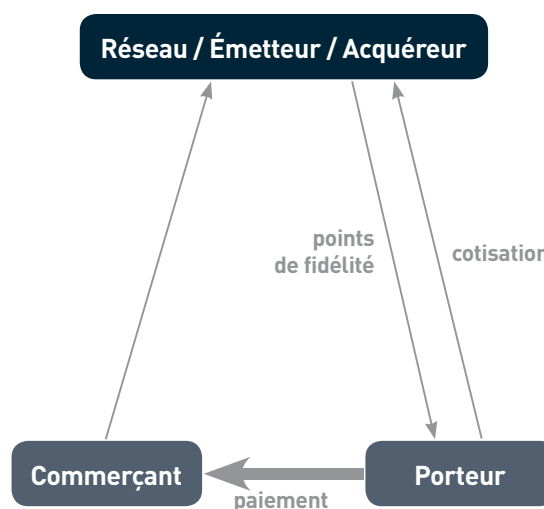 Réseau / Émetteur / Acquéreur
points
de fidélité
cotisation
Commerçant
Porteur
paiement